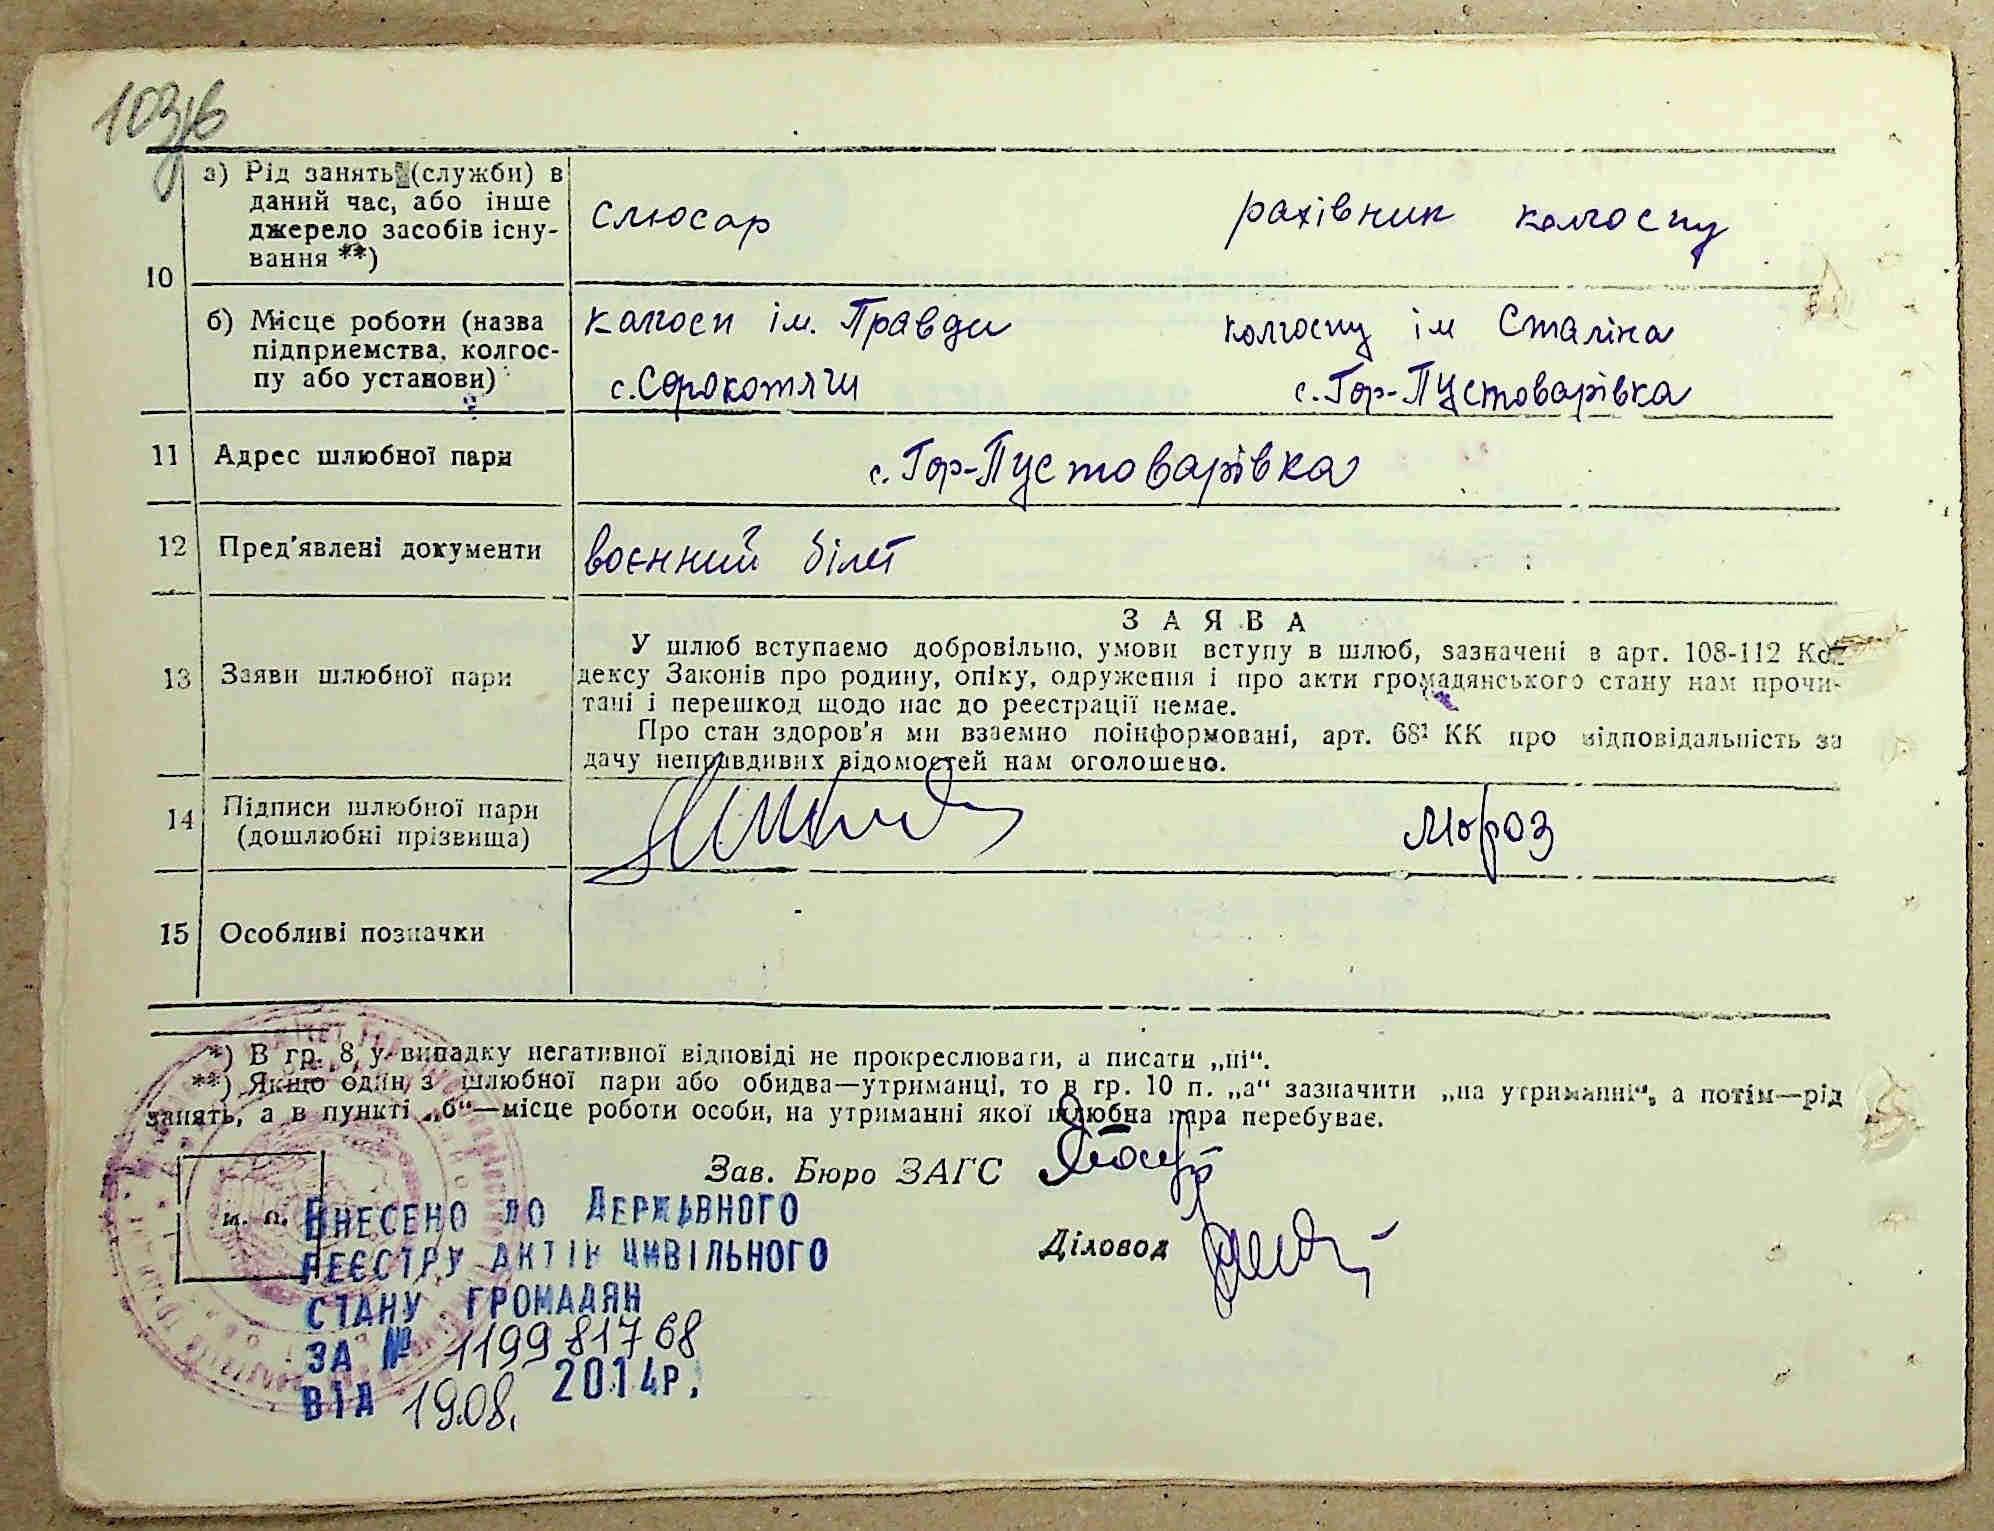 103зв
10
а) Рід занять (служби) в
даний час, або інше
джерело засобів існу-
вання **)
слюсар
рахівник колгоспу
б) Місце роботи (назва
підприємства, колгос-
пу або установи)
колгосп ім. Правди
с. Сорокотяги
колгоспу ім Сталіна
с. Гор-Пустоварівка
11 Адрес шлюбної пари
с. Гор-Пустоварівка
12 Пред'явлені документи
воєнний білет
13 Заяви шлюбної пари
ЗАЯВА
У шлюб вступаємо добровільно, умови вступу в шлюб, зазначені в арт. 108-112 Ко-
дексу Законів про родину, опіку, одруження і про акти громадянського стану нам прочи-
тані і перешкод щодо нас до реєстрації немає.
Про стан здоров'я ми взаємно поінформовані, арт. 68¹ КК про відповідальність за
дачу неправдивих відомостей нам оголошено.
14 Підписи шлюбної пари
(дошлюбні прізвища)
Мороз
15 Особливі позначки
*) В гр. 8, у випадку негативної відповіді не прокреслювати, а писати „ні“.
**) Якщо один з шлюбної пари або обидва—утриманці, то в гр. 10 п. „а“ зазначити „на утриманні“, а потім—рід
занять, а в пункті „б“—місце роботи особи, на утриманні якої шлюбна пара перебуває.
Зав. Бюро ЗАГС
м. п.
Діловод
ВНЕСЕНО ДО ДЕРЖАВНОГО
РЕЄСТРУ АКТІВ ЦИВІЛЬНОГО
СТАНУ ГРОМАДЯН
ЗА № 119981768
ВІД 19.08. 2014р.